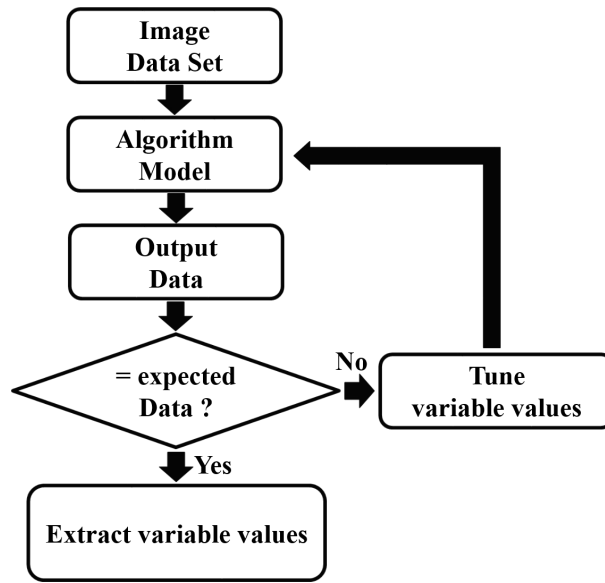 Image
Data Set
Algorithm
Model
Output
Data
= expected
Data ?
No
Tune
variable values
Yes
Extract variable values